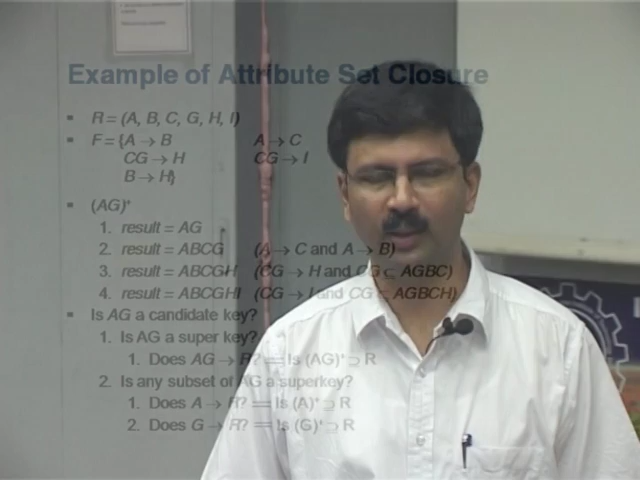 Example of Attribute Set Closure
▪ R = (A, B, C, G, H, I)
▪ F = {A → B A → C
CG → H CG → I
B → H}
▪ (AG)⁺
1. result = AG
2. result = ABCG (A → C and A → B)
3. result = ABCGH (CG → H and CG ⊆ AGBC)
4. result = ABCGHI (CG → I and CG ⊆ AGBCH)
▪ Is AG a candidate key?
1. Is AG a super key?
1. Does AG → R? == Is (AG)⁺ ⊇ R
2. Is any subset of AG a superkey?
1. Does A → R? == Is (A)⁺ ⊇ R
2. Does G → R? == Is (G)⁺ ⊇ R